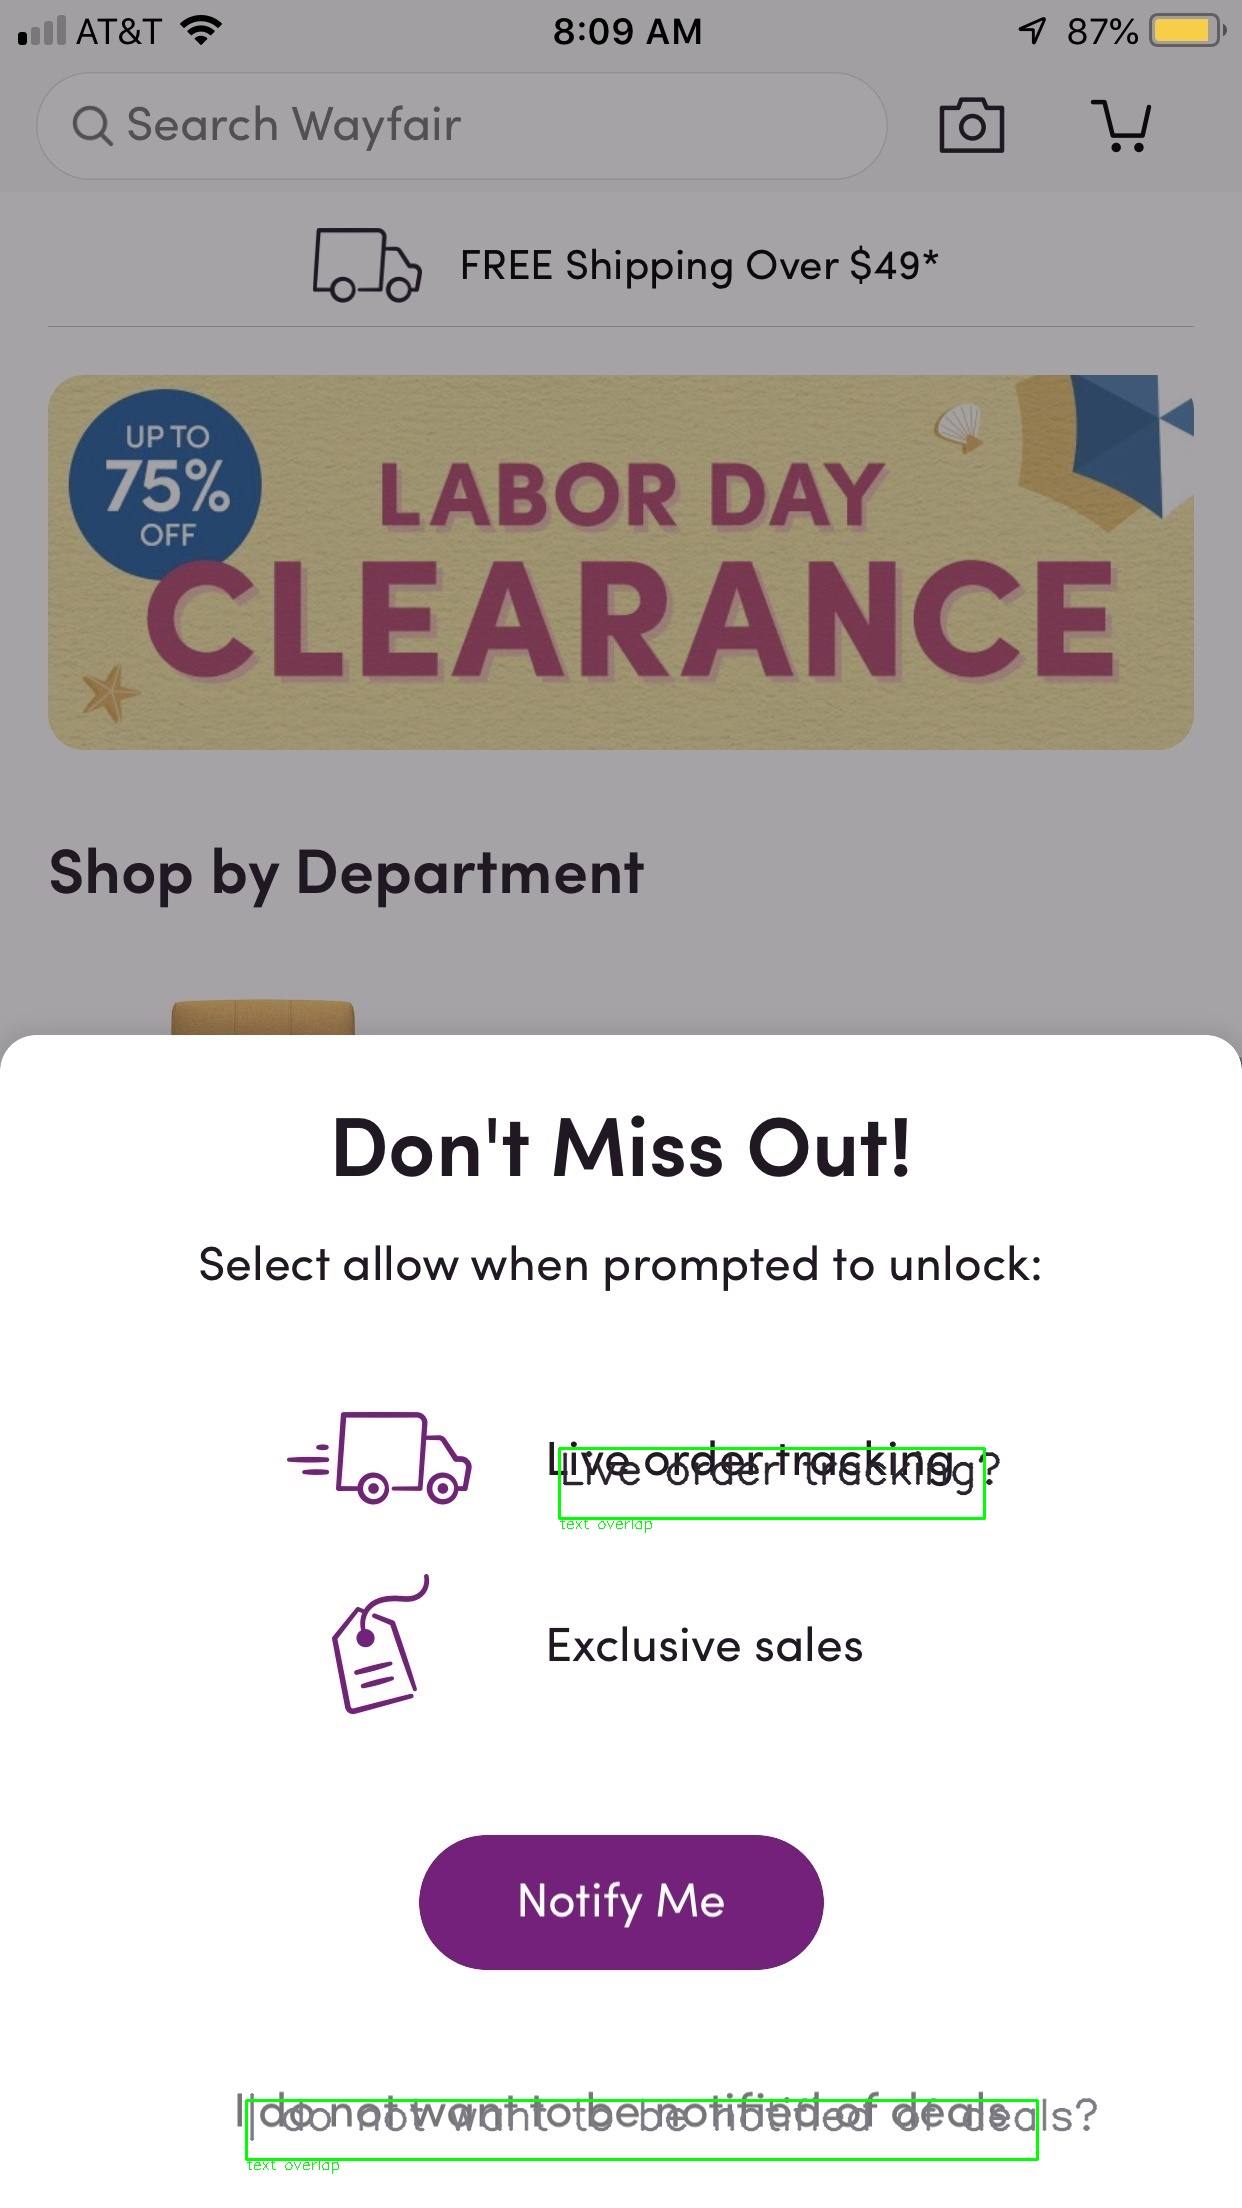 AT&T
8:09 AM
87%
Search Wayfair
FREE Shipping Over $49*
UP TO
75%
OFF
LABOR DAY
CLEARANCE
Shop by Department
Don't Miss Out!
Select allow when prompted to unlock:
Live order tracking
Live order tracking?
text overlap
Exclusive sales
Notify Me
I do not want to be notified of deals
I do not want to be notified of deals?
text overlap